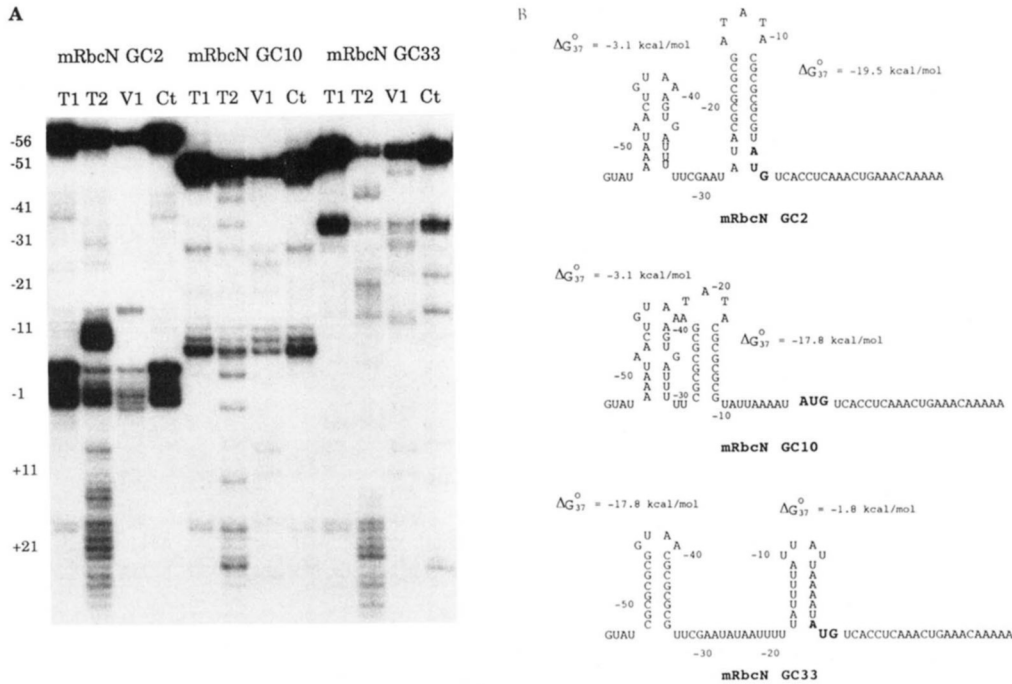 A
mRbcN GC2 mRbcN GC10 mRbcN GC33
T1 T2 V1 Ct T1 T2 V1 Ct T1 T2 V1 Ct
-56
-51
-41
-31
-21
-11
-1
+11
+21
B
ΔG°37 = -3.1 kcal/mol
ΔG°37 = -19.5 kcal/mol
-10
-40
-20
-50
GUAU UUCGAAU AUG UCACCUCAAACUGAAACAAAAA
-30
mRbcN GC2
ΔG°37 = -3.1 kcal/mol
-20
-40
ΔG°37 = -17.8 kcal/mol
-50
-30
GUAU UUC GUAUUAAAAU AUG UCACCUCAAACUGAAACAAAAA
-10
mRbcN GC10
ΔG°37 = -17.8 kcal/mol
ΔG°37 = -1.8 kcal/mol
-40
-10
-50
GUAU UUCGAAUAUAAUUUU AUG UCACCUCAAACUGAAACAAAAA
-30
-20
mRbcN GC33